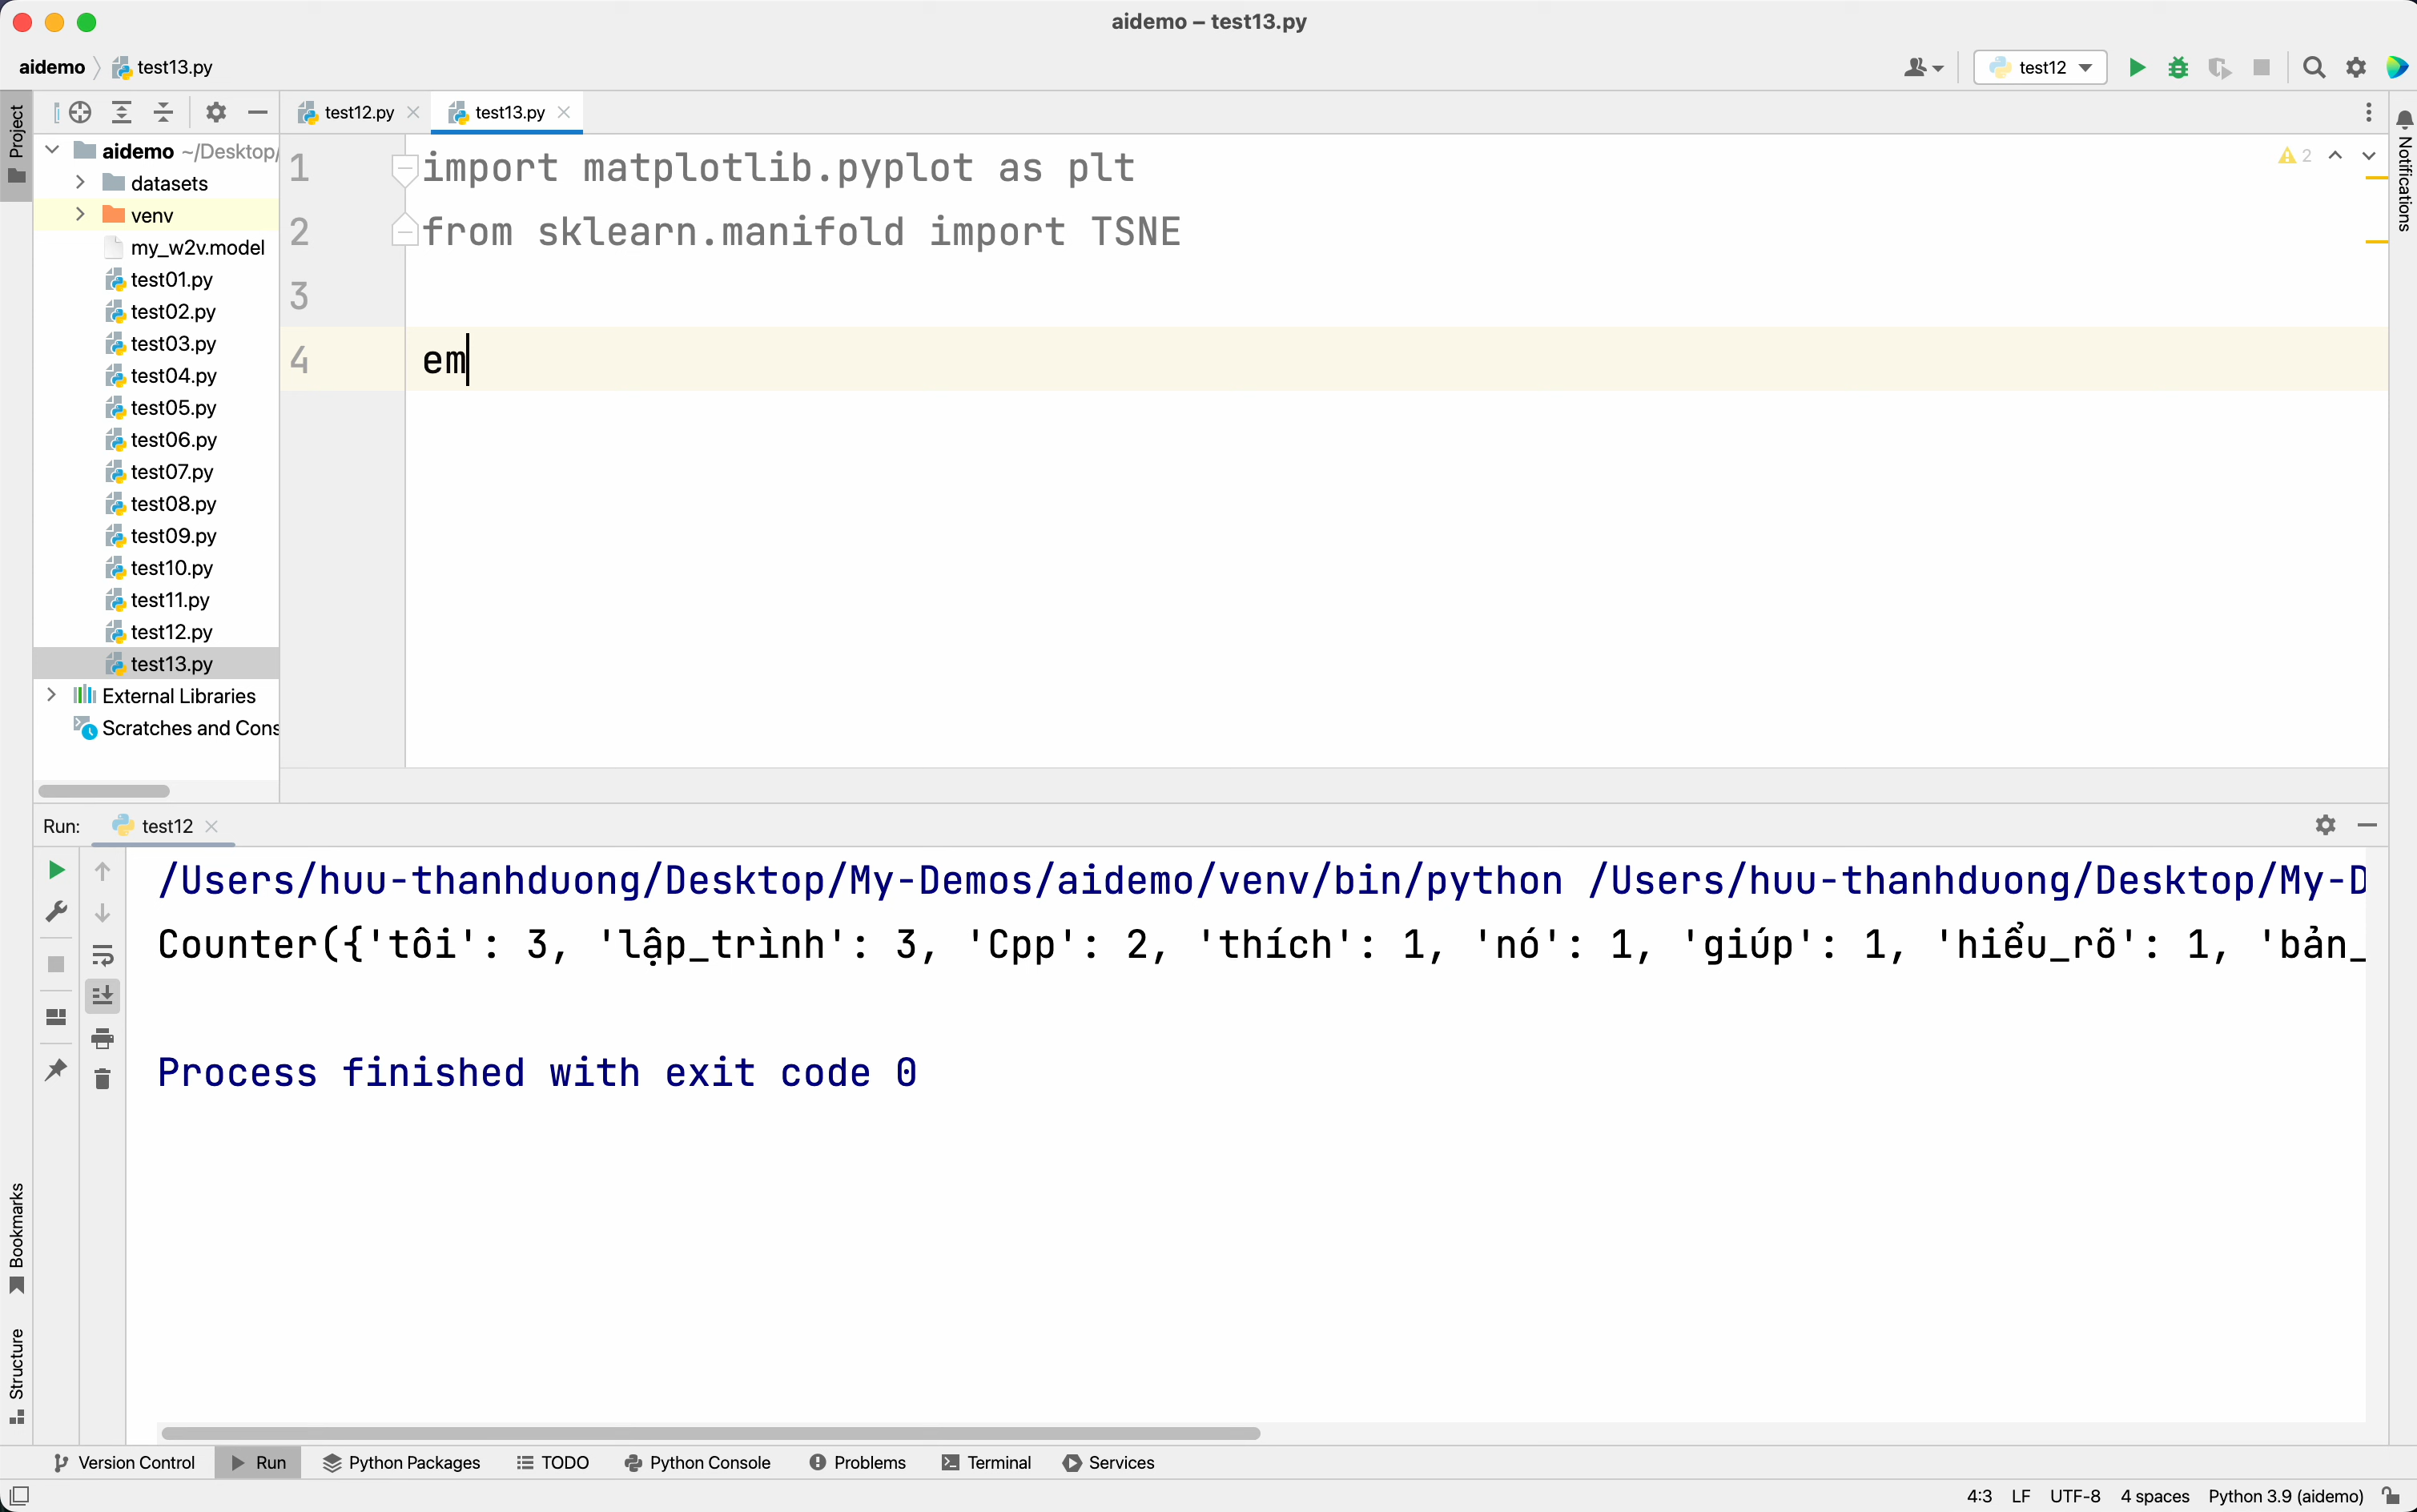 aidemo – test13.py
aidemo
test13.py
test12
Project
test12.py
test13.py
Notifications
aidemo ~/Desktop/
datasets
venv
my_w2v.model
test01.py
test02.py
test03.py
test04.py
test05.py
test06.py
test07.py
test08.py
test09.py
test10.py
test11.py
test12.py
test13.py
External Libraries
Scratches and Cons
1 import matplotlib.pyplot as plt
2 from sklearn.manifold import TSNE
3
4 em
2
Run: test12
/Users/huu-thanhduong/Desktop/My-Demos/aidemo/venv/bin/python /Users/huu-thanhduong/Desktop/My-D
Counter({'tôi': 3, 'lập_trình': 3, 'Cpp': 2, 'thích': 1, 'nó': 1, 'giúp': 1, 'hiểu_rõ': 1, 'bản_
Process finished with exit code 0
Bookmarks
Structure
Version Control
Run
Python Packages
TODO
Python Console
Problems
Terminal
Services
4:3 LF UTF-8 4 spaces Python 3.9 (aidemo)